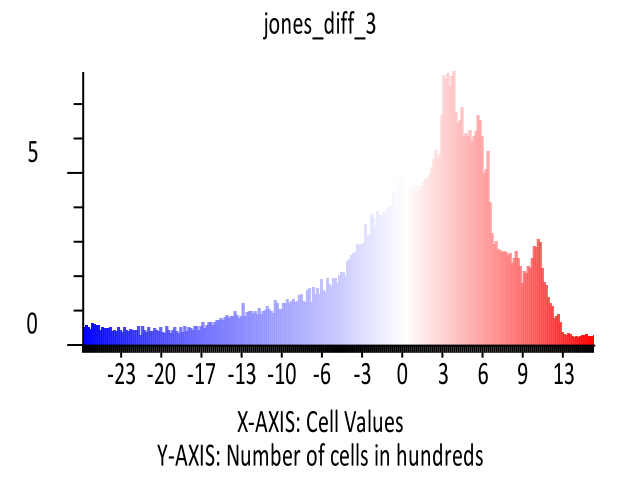 jones_diff_3
5
0
-23 -20 -17 -13 -10 -6 -3 0 3 6 9 13
X-AXIS: Cell Values
Y-AXIS: Number of cells in hundreds